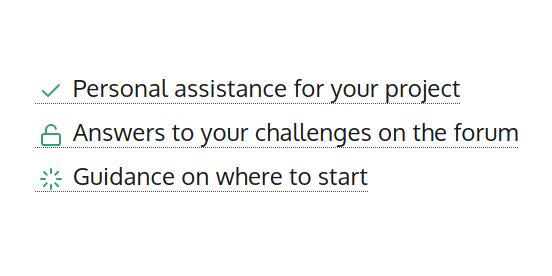 Personal assistance for your project
Answers to your challenges on the forum
Guidance on where to start